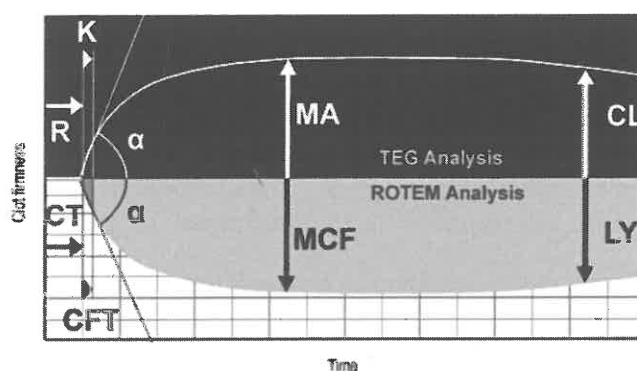 K
R
α
MA
CL
TEG Analysis
ROTEM Analysis
Clot firmness
CT
α
MCF
LY
CFT
Time